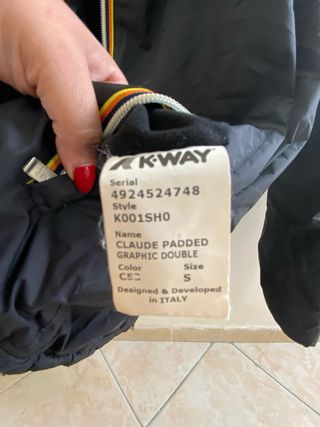 K-WAY
Serial
4924524748
Style
K001SH0
Name
CLAUDE PADDED
GRAPHIC DOUBLE
Color Size
S
Designed & Developed
in ITALY